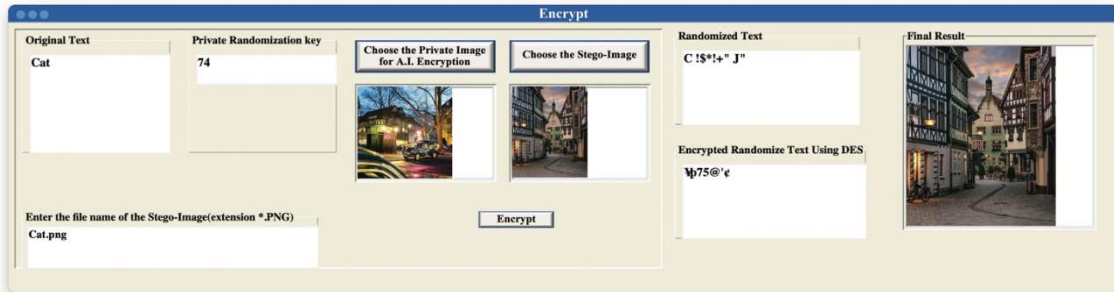 Encrypt
Original Text
Cat
Private Randomization key
74
Choose the Private Image
for A.I. Encryption
Choose the Stego-Image
Enter the file name of the Stego-Image(extension *.PNG)
Cat.png
Encrypt
Randomized Text
C !$*!+" J"
Encrypted Randomize Text Using DES
Final Result